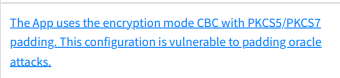 The App uses the encryption mode CBC with PKCS5/PKCS7
padding. This configuration is vulnerable to padding oracle
attacks.